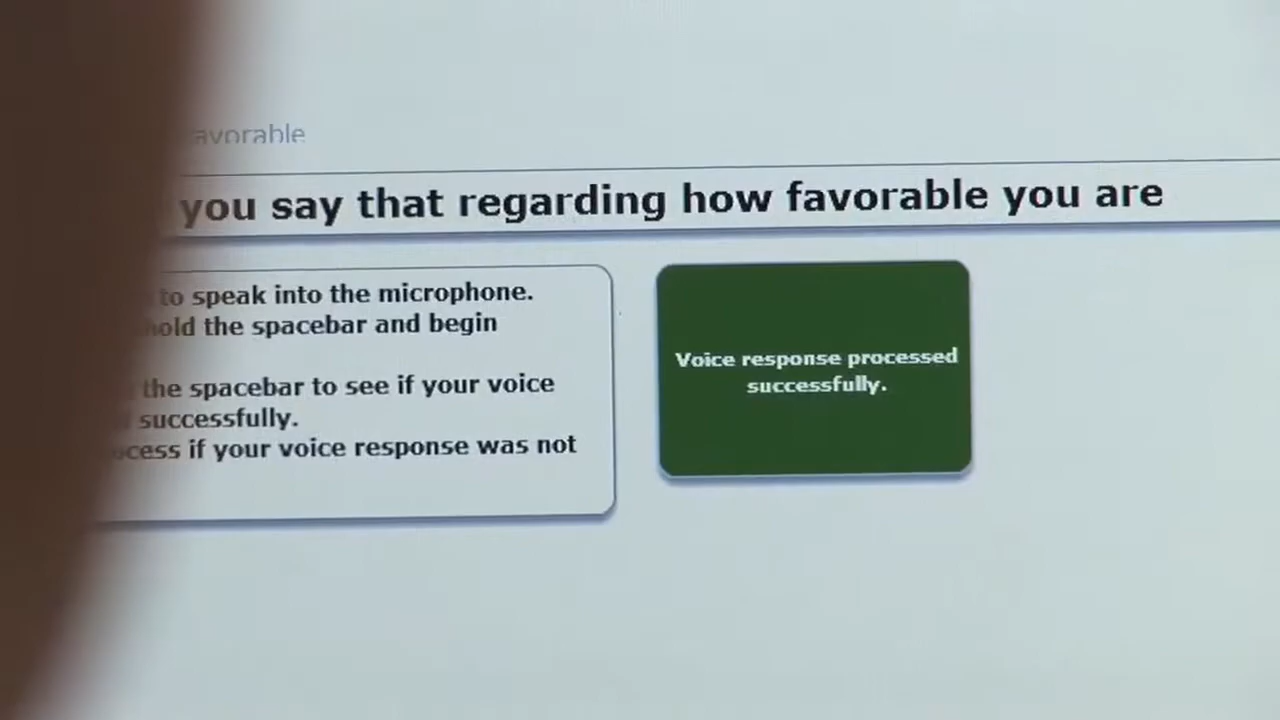 avorable
you say that regarding how favorable you are
to speak into the microphone.
hold the spacebar and begin
the spacebar to see if your voice
successfully.
if your voice response was not
Voice response processed
successfully.